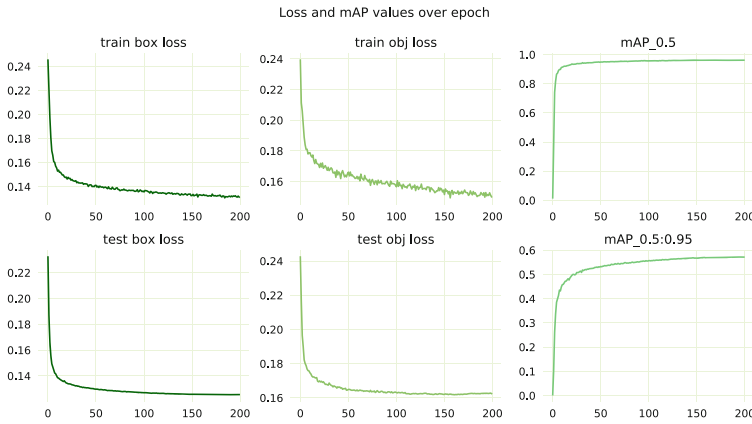 Loss and mAP values over epoch
train box loss
0.24
0.22
0.20
0.18
0.16
0.14
0 50 100 150 200
train obj loss
0.24
0.22
0.20
0.18
0.16
0 50 100 150 200
mAP_0.5
1.0
0.8
0.6
0.4
0.2
0.0
0 50 100 150 200
test box loss
0.22
0.20
0.18
0.16
0.14
0 50 100 150 200
test obj loss
0.24
0.22
0.20
0.18
0.16
0 50 100 150 200
mAP_0.5:0.95
0.6
0.5
0.4
0.3
0.2
0.1
0.0
0 50 100 150 200